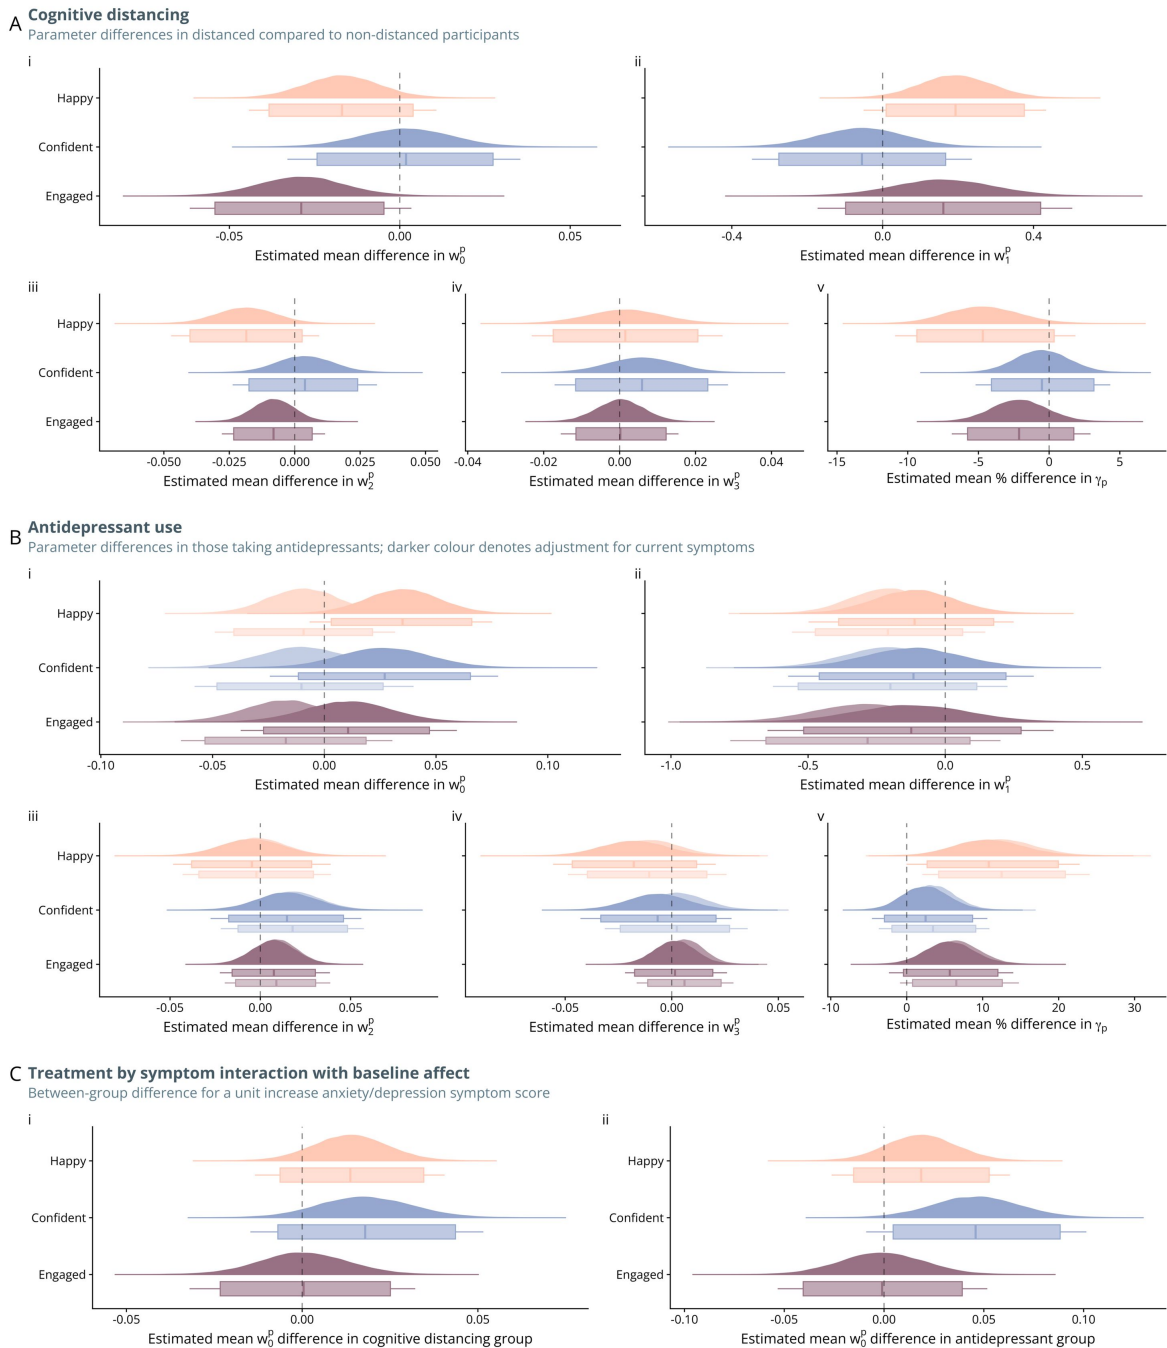 A Cognitive distancing
Parameter differences in distanced compared to non-distanced participants
i
Happy
Confident
Engaged
-0.05 0.00 0.05
Estimated mean difference in w₀ᵖ
ii
-0.4 0.0 0.4
Estimated mean difference in w₁ᵖ
iii
Happy
Confident
Engaged
-0.050 -0.025 0.000 0.025 0.050
Estimated mean difference in w₂ᵖ
iv
-0.04 -0.02 0.00 0.02 0.04
Estimated mean difference in w₃ᵖ
v
-15 -10 -5 0 5
Estimated mean % difference in γₚ
B Antidepressant use
Parameter differences in those taking antidepressants; darker colour denotes adjustment for current symptoms
i
Happy
Confident
Engaged
-0.10 -0.05 0.00 0.05 0.10
Estimated mean difference in w₀ᵖ
ii
-1.0 -0.5 0.0 0.5
Estimated mean difference in w₁ᵖ
iii
Happy
Confident
Engaged
-0.05 0.00 0.05
Estimated mean difference in w₂ᵖ
iv
-0.05 0.00 0.05
Estimated mean difference in w₃ᵖ
v
-10 0 10 20 30
Estimated mean % difference in γₚ
C Treatment by symptom interaction with baseline affect
Between-group difference for a unit increase anxiety/depression symptom score
i
Happy
Confident
Engaged
-0.05 0.00 0.05
Estimated mean w₀ᵖ difference in cognitive distancing group
ii
Happy
Confident
Engaged
-0.10 -0.05 0.00 0.05 0.10
Estimated mean w₀ᵖ difference in antidepressant group